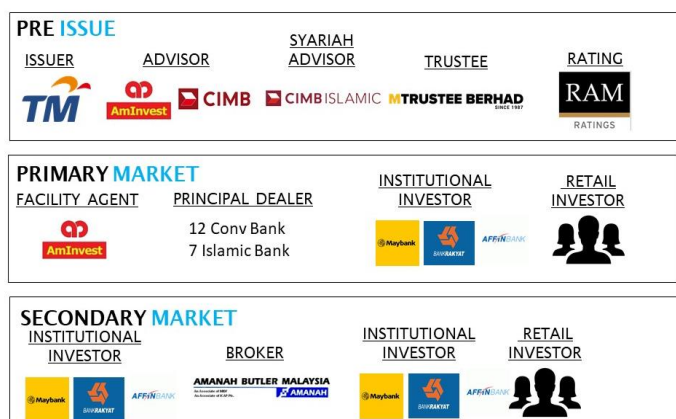 PRE ISSUE
ISSUER
ADVISOR
SYARIAH
ADVISOR
TRUSTEE
RATING
TM
AmInvest
CIMB
CIMB ISLAMIC
MTRUSTEE BERHAD
SINCE 1987
RAM
RATINGS
PRIMARY MARKET
FACILITY AGENT
PRINCIPAL DEALER
INSTITUTIONAL
INVESTOR
RETAIL
INVESTOR
AmInvest
12 Conv Bank
7 Islamic Bank
Maybank
BANKRAKYAT
AFFINBANK
SECONDARY MARKET
INSTITUTIONAL
INVESTOR
BROKER
INSTITUTIONAL
INVESTOR
RETAIL
INVESTOR
Maybank
BANKRAKYAT
AFFINBANK
AMANAH BUTLER MALAYSIA
AMANAH
Maybank
BANKRAKYAT
AFFINBANK